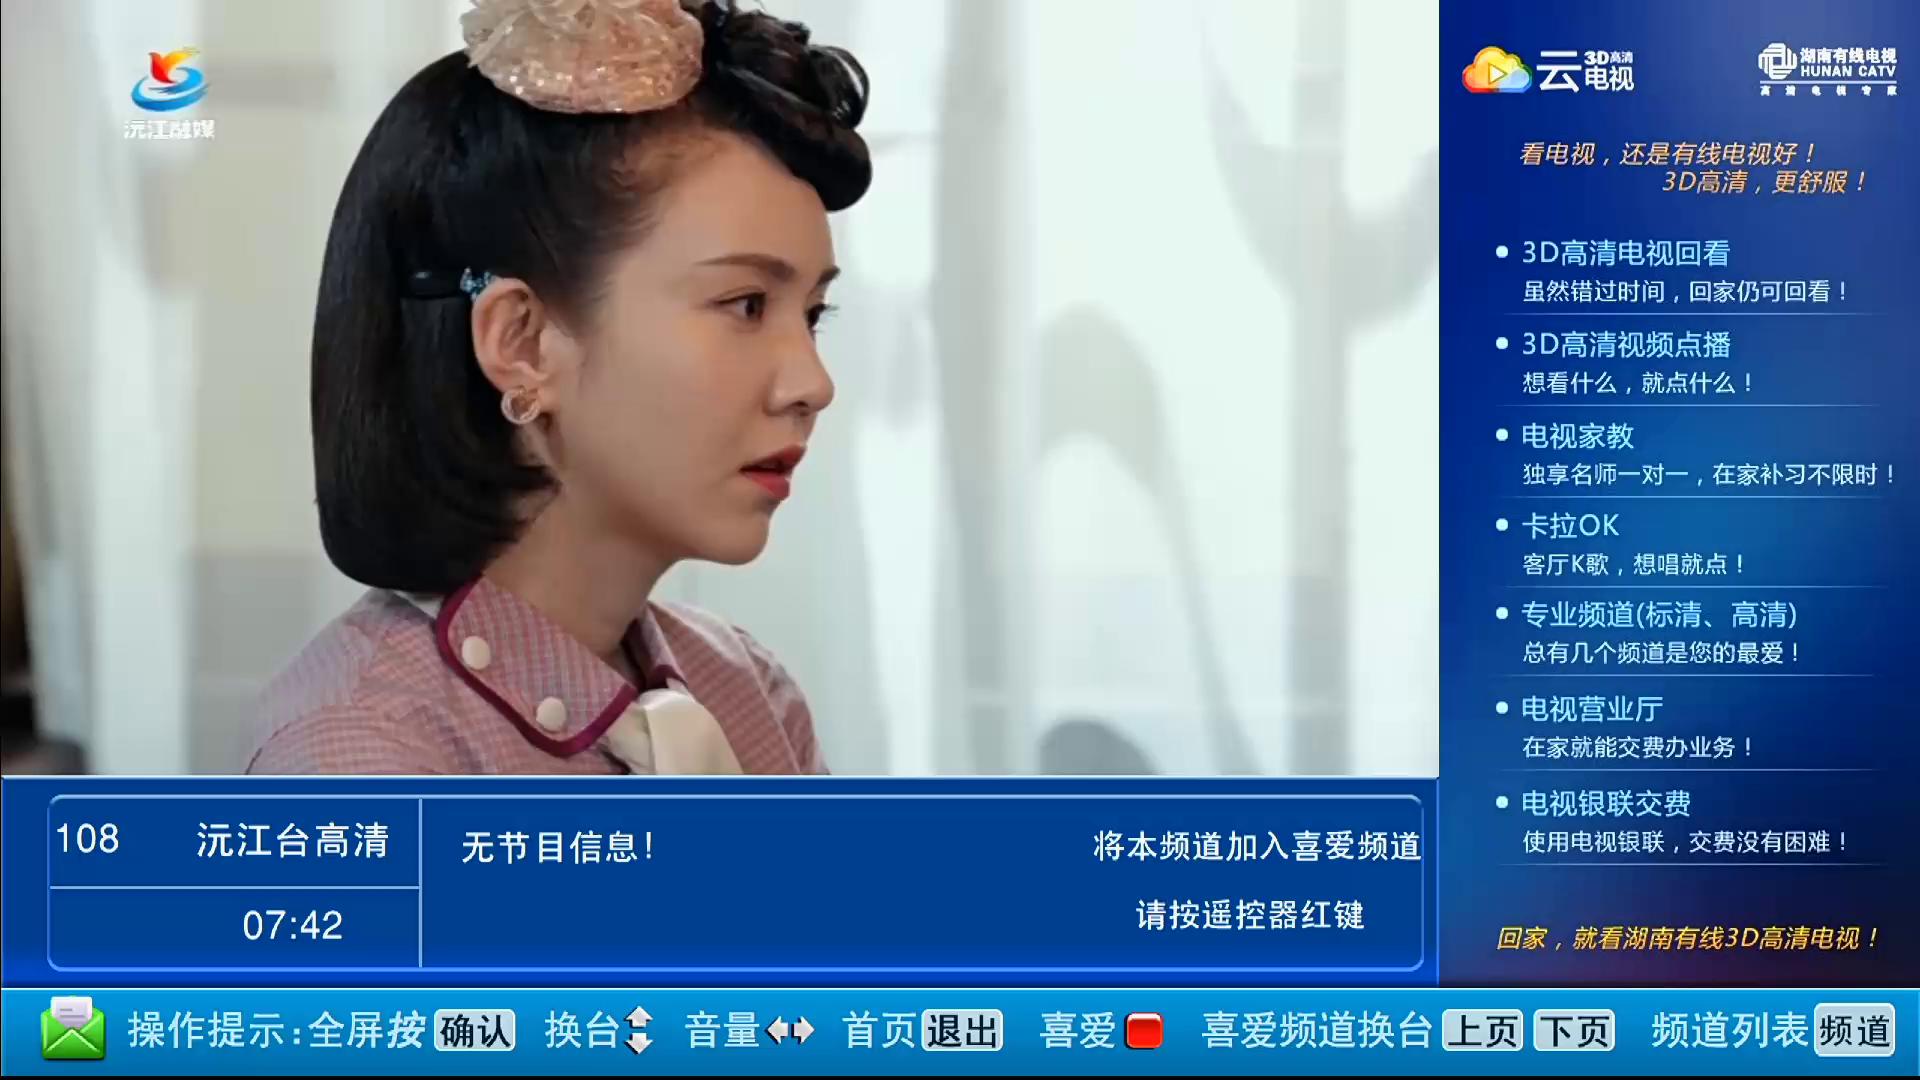 沅江融媒
云电视
3D高清
湖南有线电视
HUNAN CATV
高清电视专家
看电视，还是有线电视好！
3D高清，更舒服！
3D高清电视回看
虽然错过时间，回家仍可回看！
3D高清视频点播
想看什么，就点什么！
电视家教
独享名师一对一，在家补习不限时！
卡拉OK
客厅K歌，想唱就点！
专业频道(标清、高清)
总有几个频道是您的最爱！
电视营业厅
在家就能交费办业务！
电视银联交费
使用电视银联，交费没有困难！
回家，就看湖南有线3D高清电视！
108 沅江台高清
07:42
无节目信息!
将本频道加入喜爱频道
请按遥控器红键
操作提示:全屏按 确认 换台 音量 首页 退出 喜爱 喜爱频道换台 上页 下页 频道列表 频道